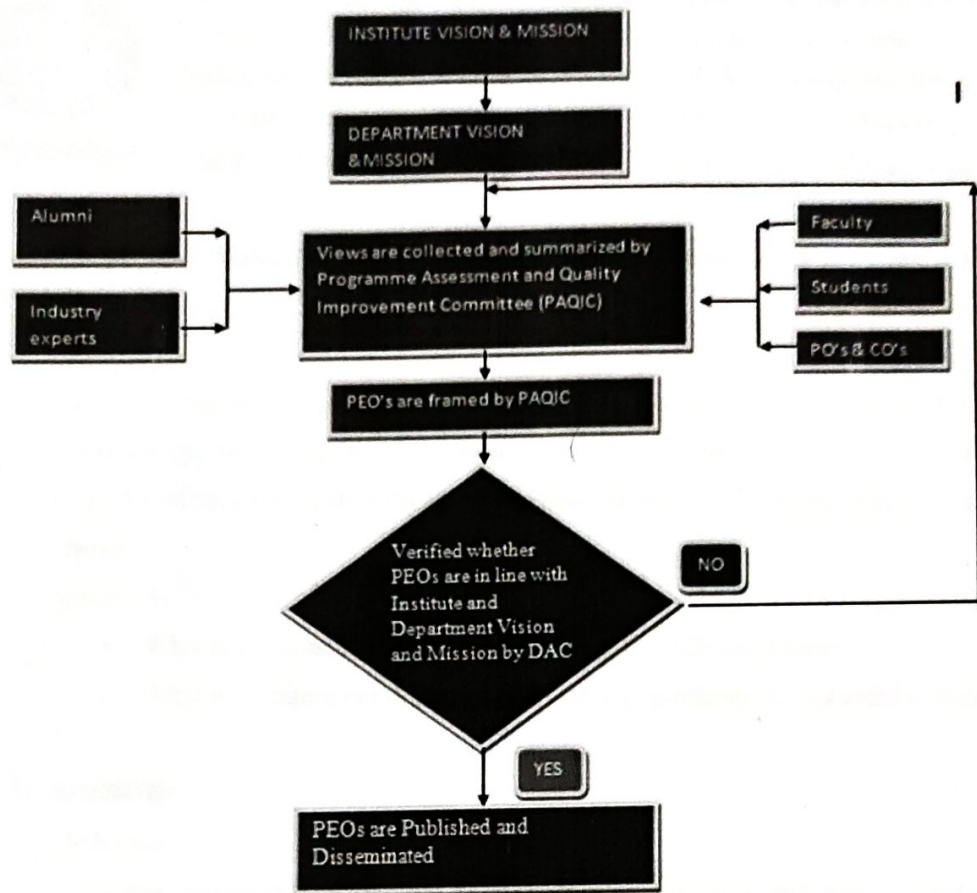 INSTITUTE VISION & MISSION
DEPARTMENT VISION
& MISSION
Alumni
Industry
experts
Views are collected and summarized by
Programme Assessment and Quality
Improvement Committee (PAQIC)
Faculty
Students
PO's & CO's
PEO's are framed by PAQIC
Verified whether
PEOs are in line with
Institute and
Department Vision
and Mission by DAC
NO
YES
PEOs are Published and
Disseminated